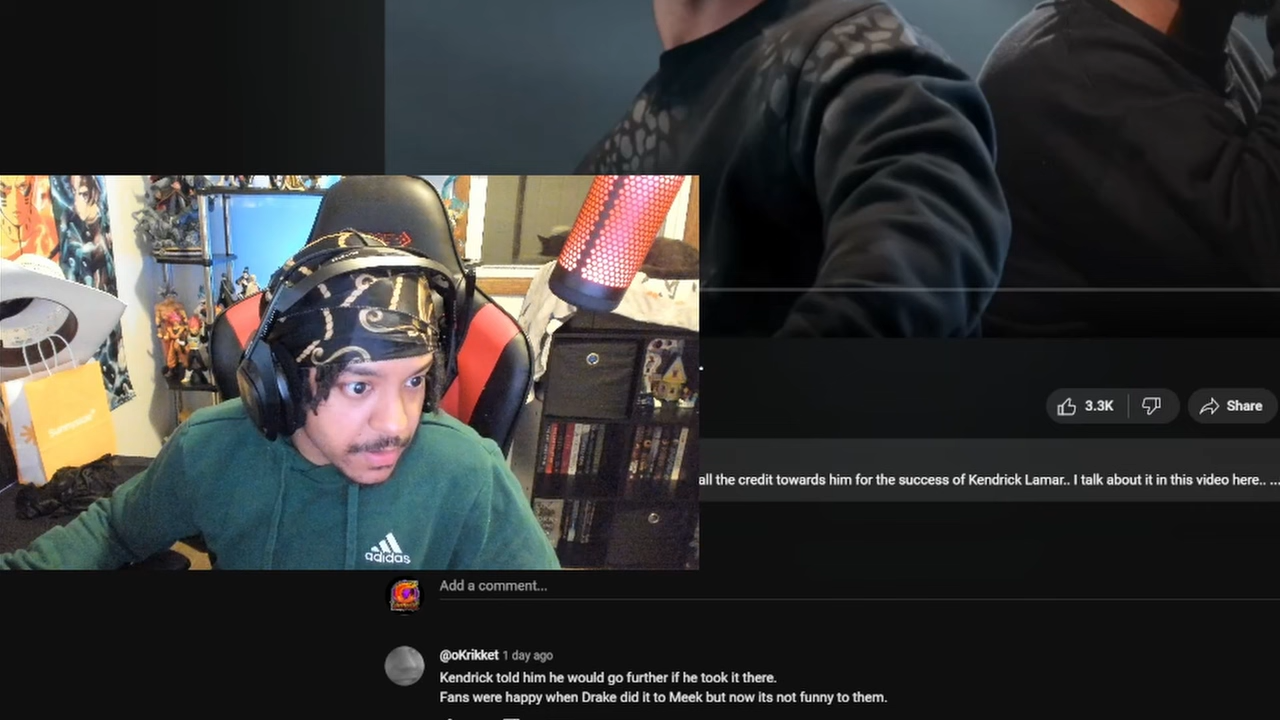 3.3K
Share
all the credit towards him for the success of Kendrick Lamar.. I talk about it in this video here.. ...
adidas
Add a comment...
@oKrikket 1 day ago
Kendrick told him he would go further if he took it there.
Fans were happy when Drake did it to Meek but now its not funny to them.